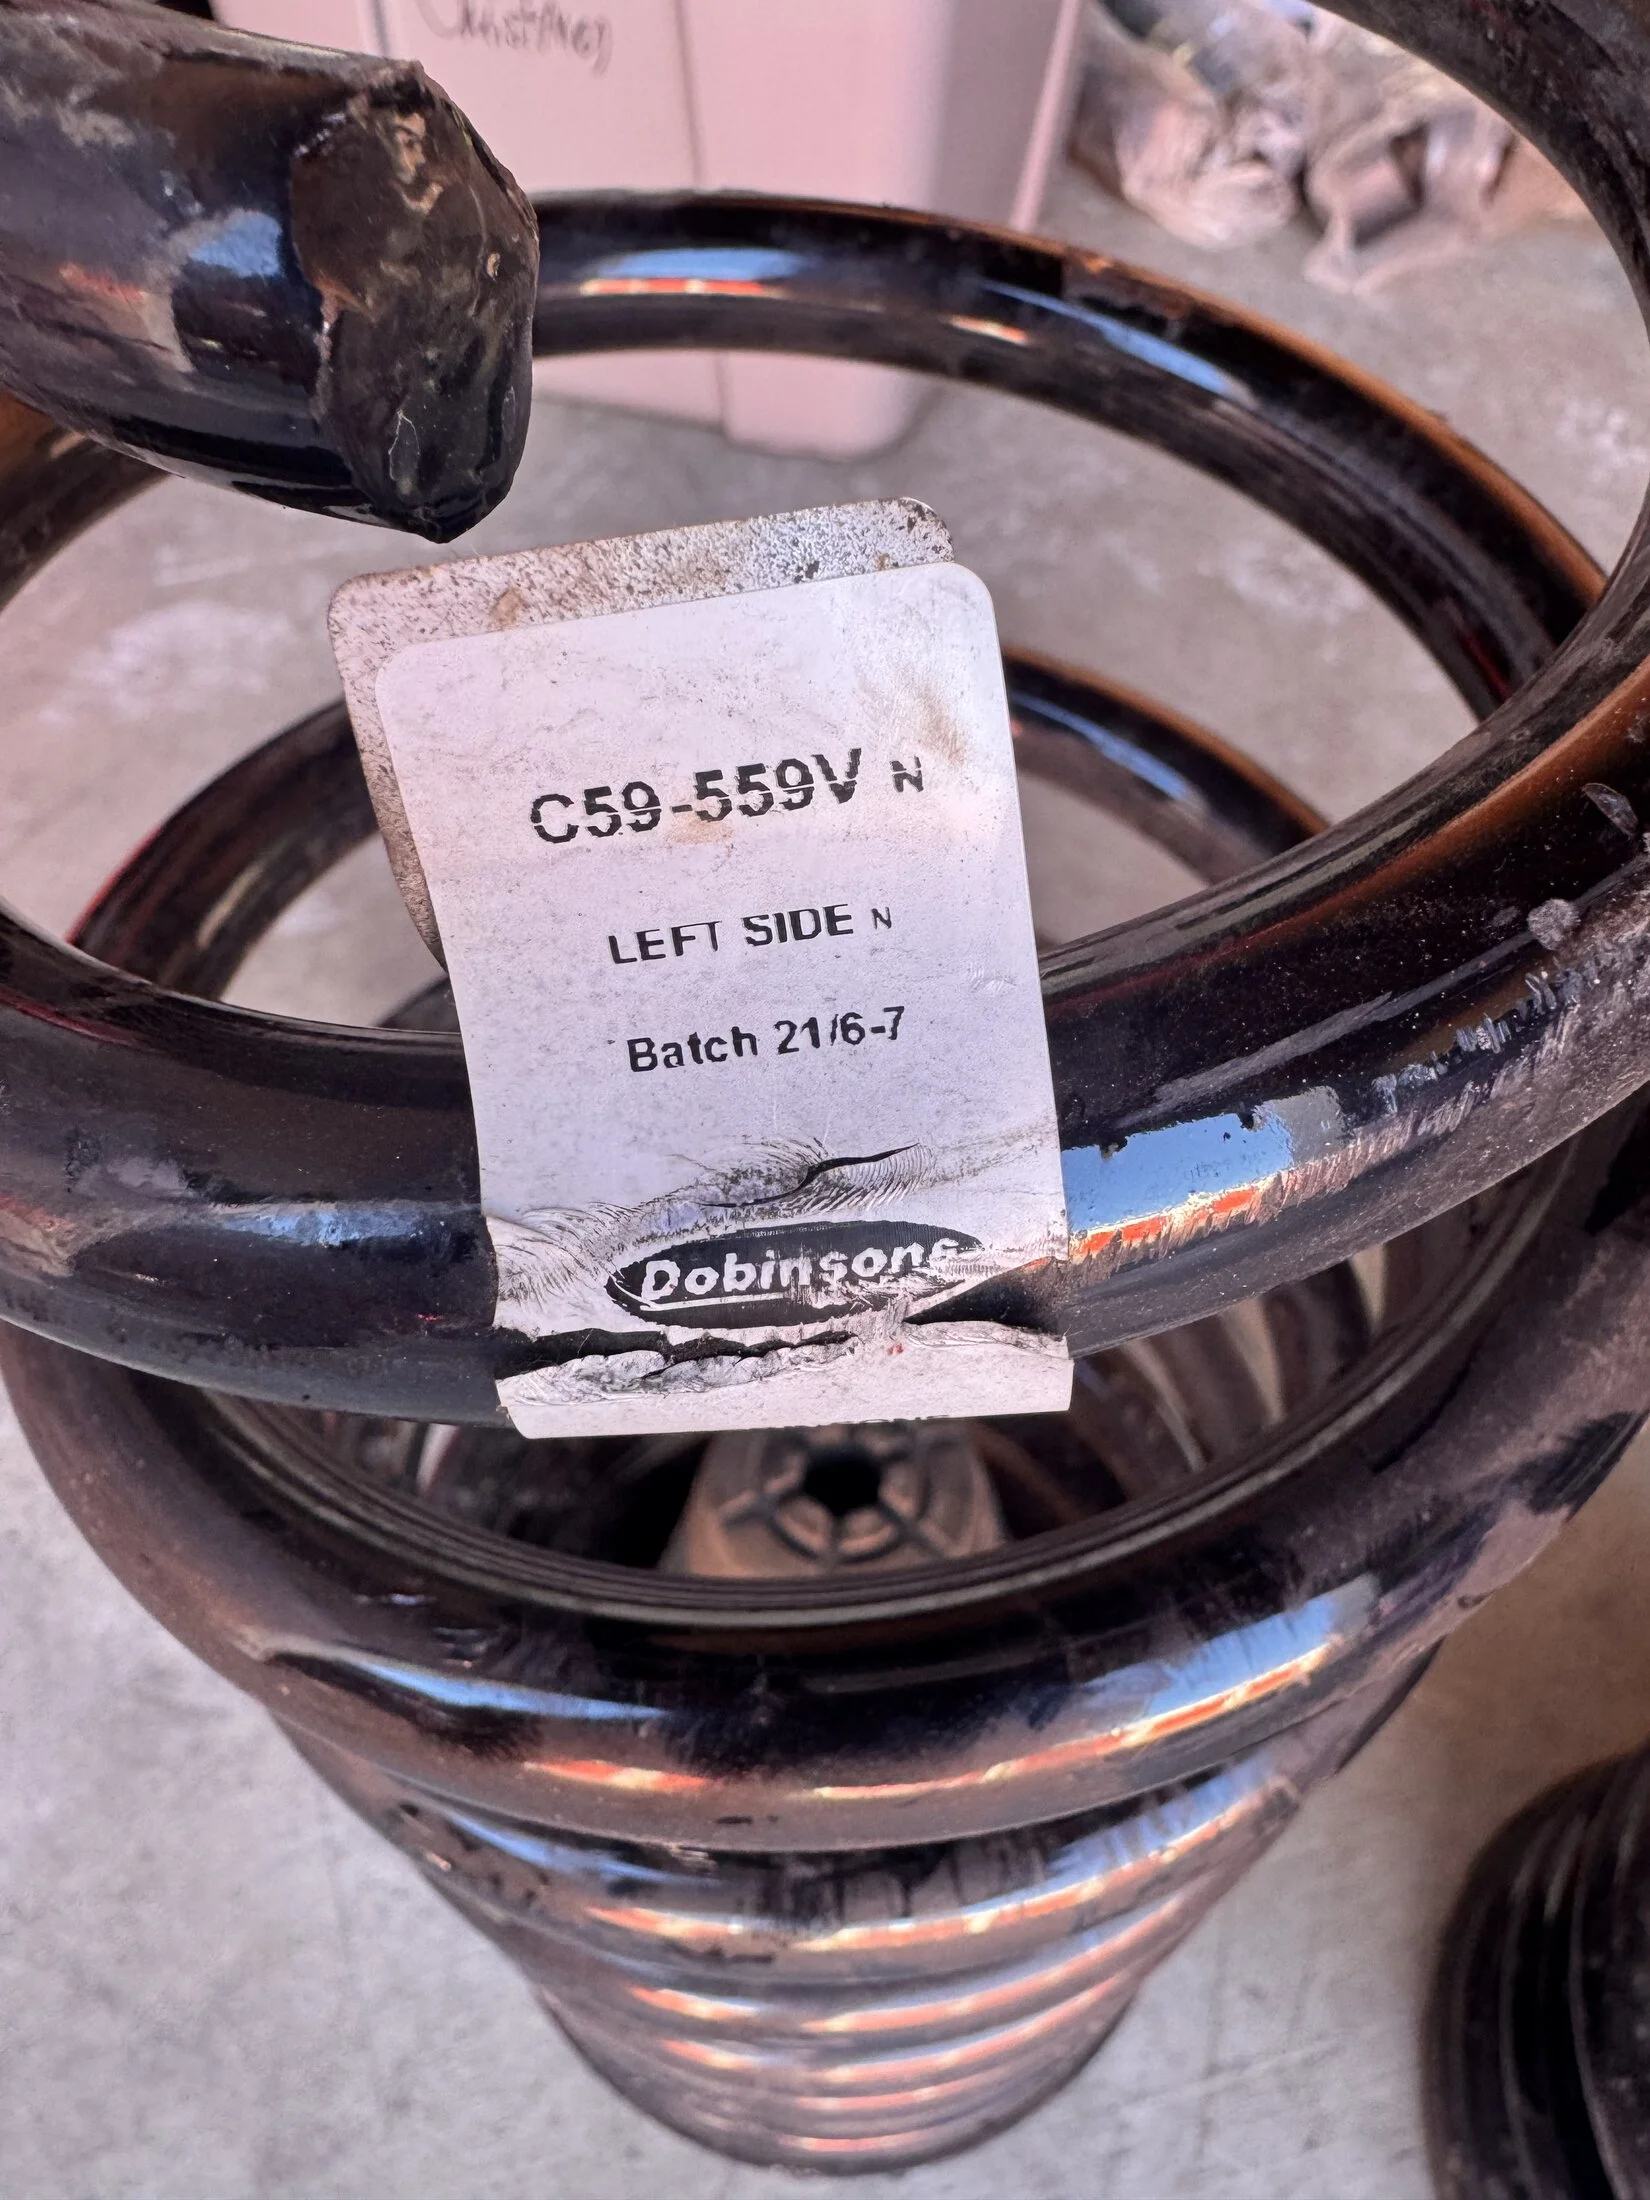 C59-559V N
LEFT SIDE N
Batch 21/6-7
Dobinsons